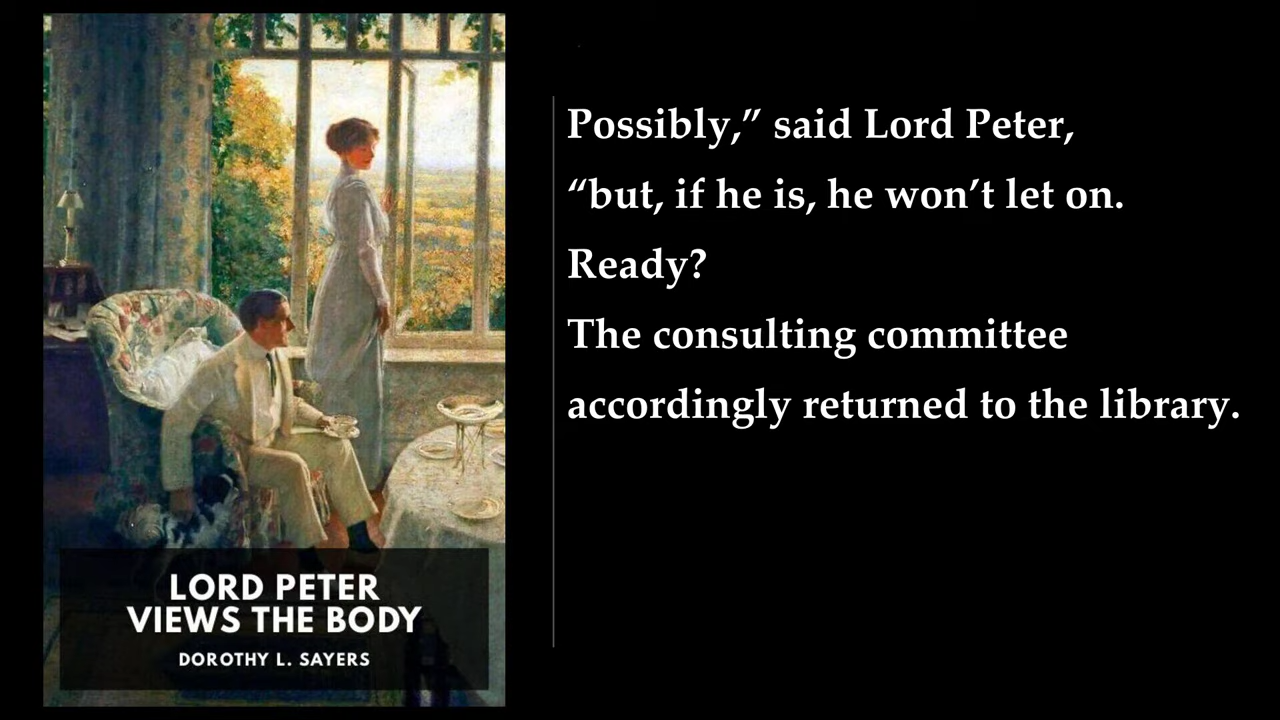 LORD PETER
VIEWS THE BODY
DOROTHY L. SAYERS
Possibly,” said Lord Peter,
“but, if he is, he won’t let on.
Ready?
The consulting committee
accordingly returned to the library.